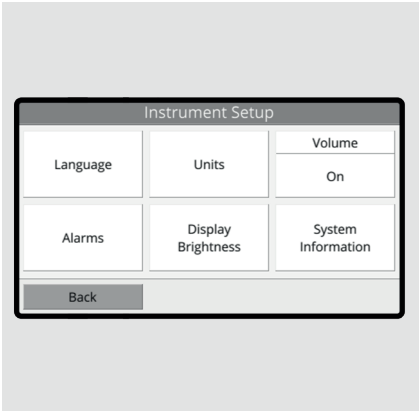 Instrument Setup
Language
Units
Volume
On
Alarms
Display
Brightness
System
Information
Back